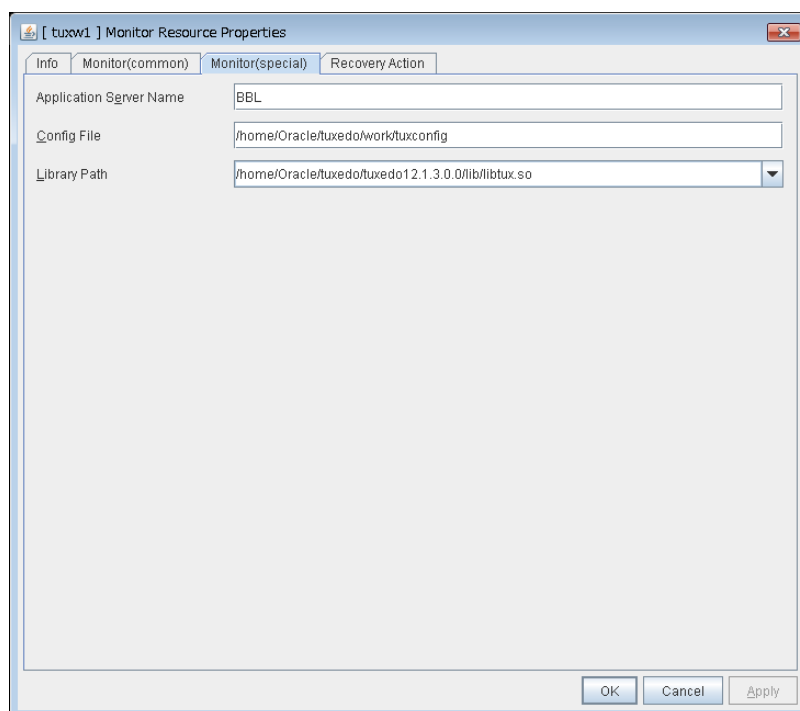 [ tuxw1 ] Monitor Resource Properties
Info Monitor(common) Monitor(special) Recovery Action
Application Server Name BBL
Config File /home/Oracle/tuxedo/work/tuxconfig
Library Path /home/Oracle/tuxedo/tuxedo12.1.3.0.0/lib/libtux.so
OK Cancel Apply